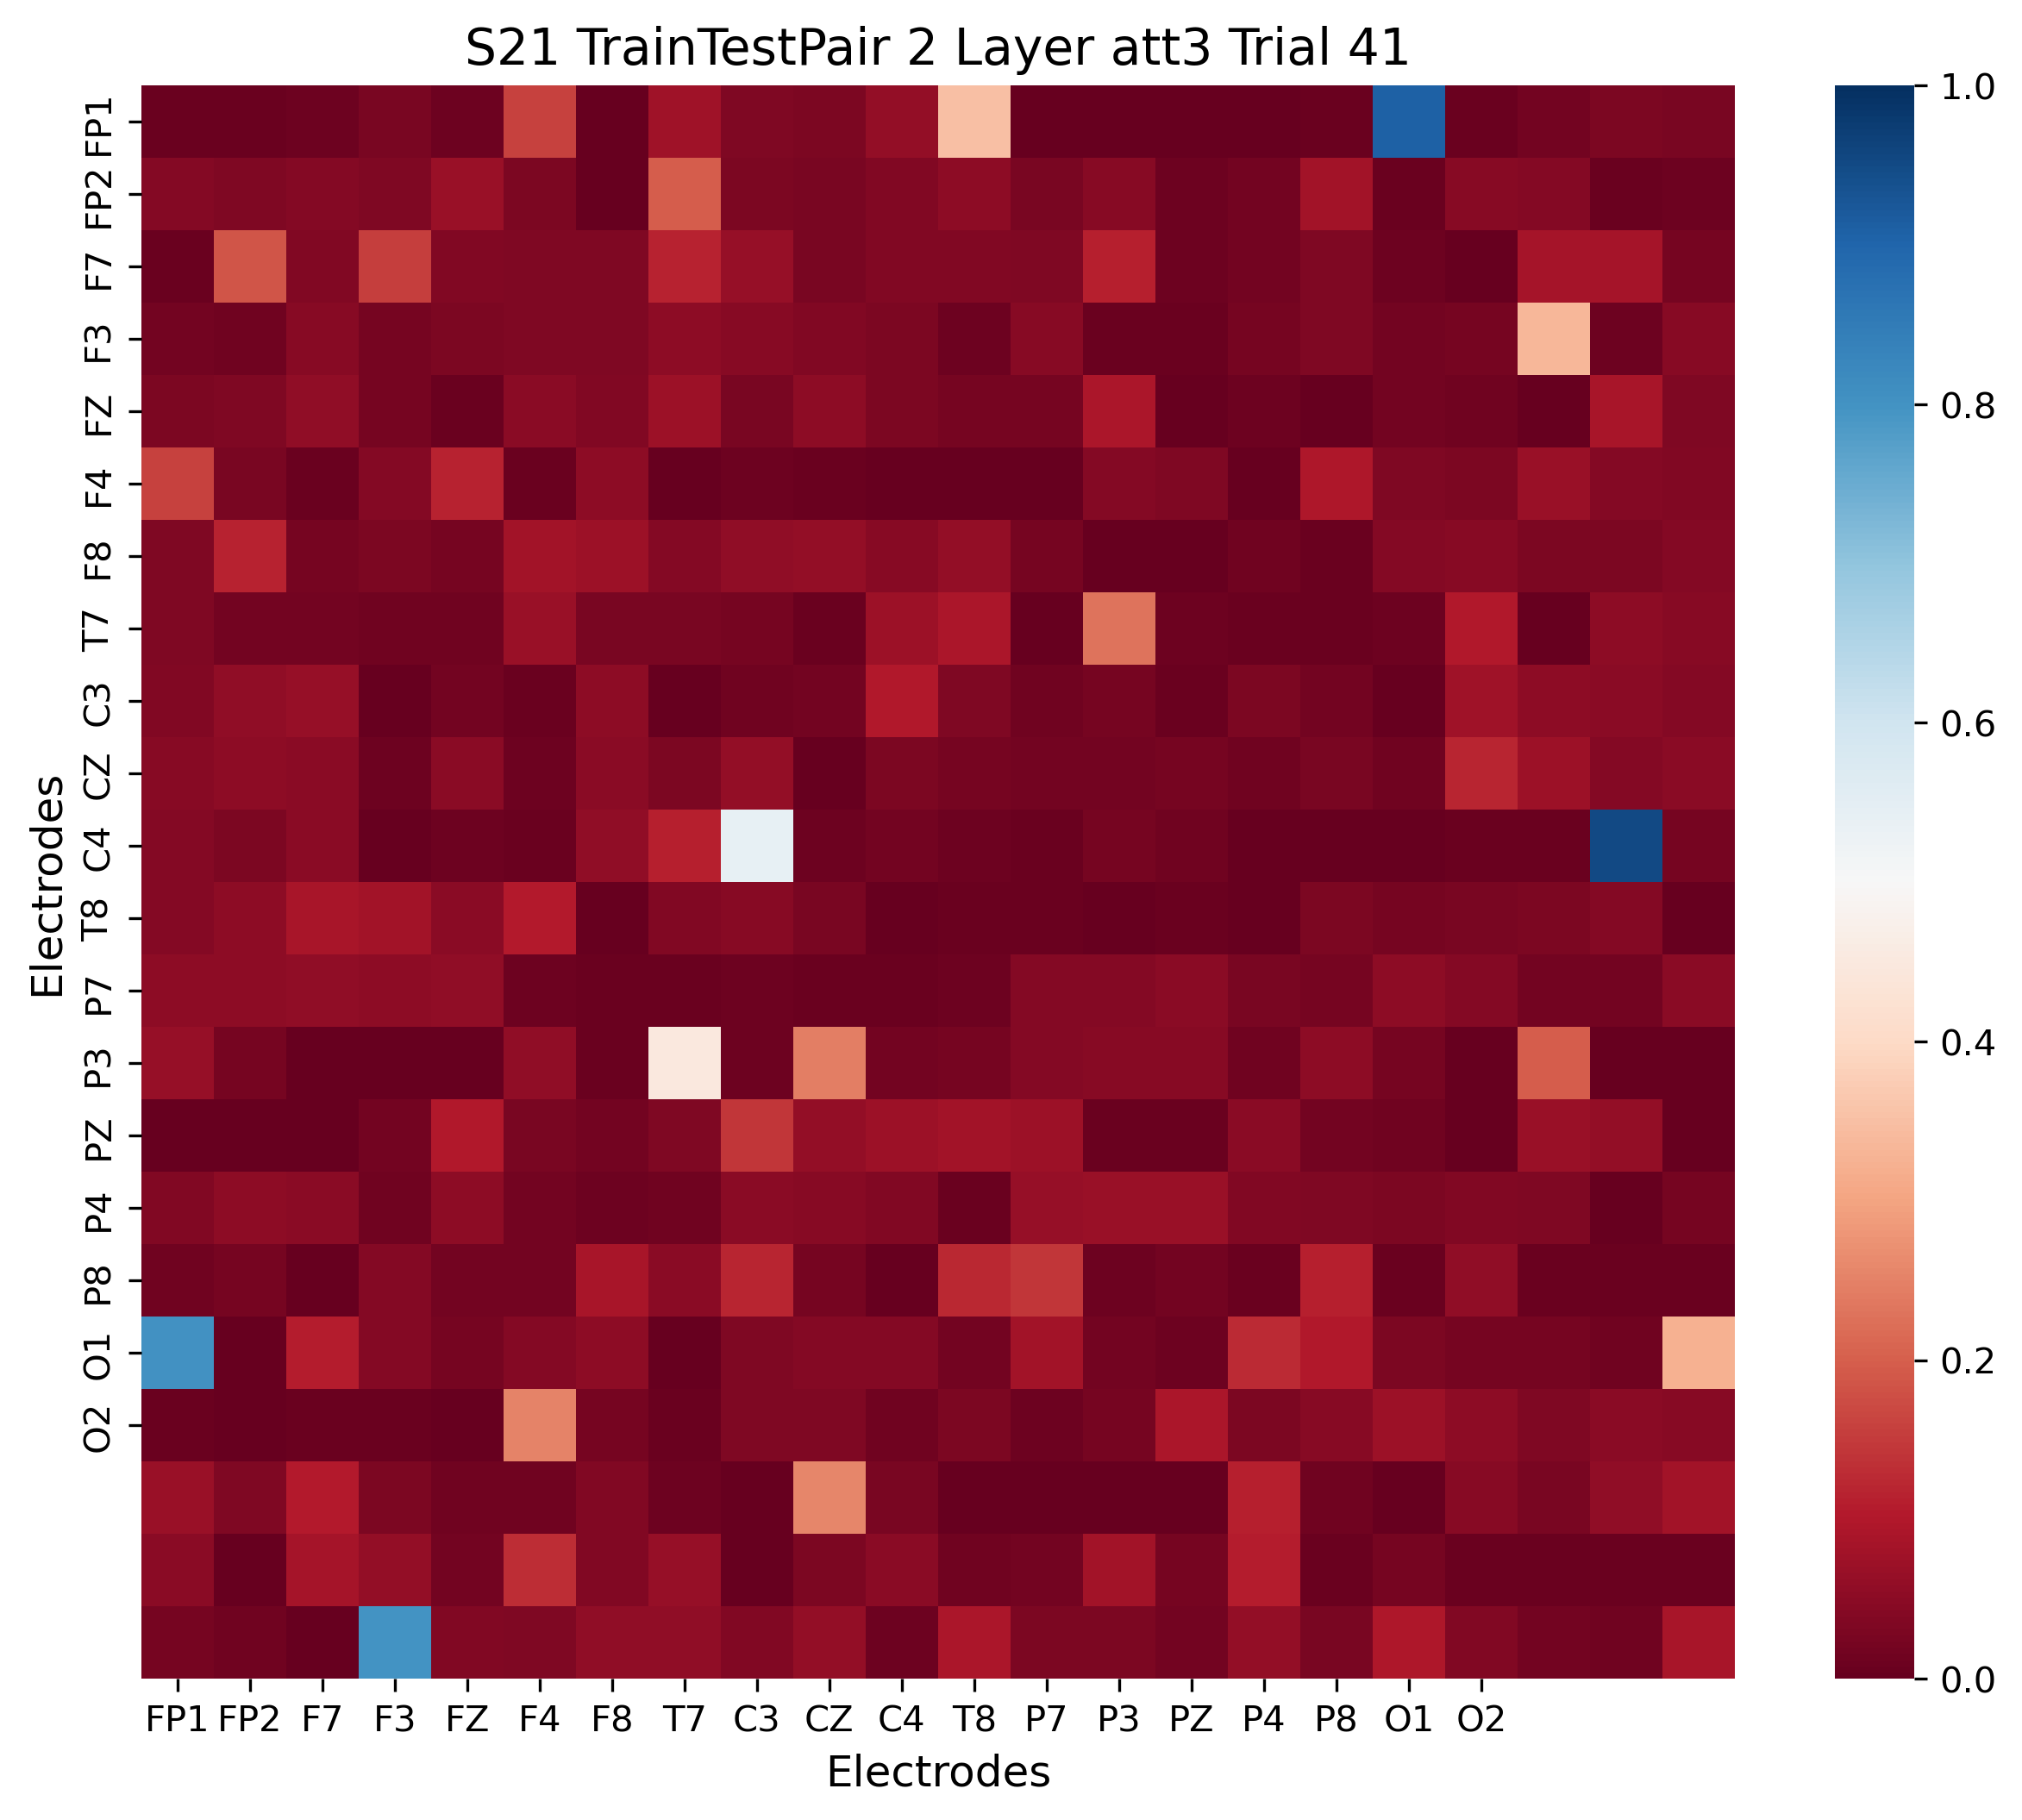 S21 TrainTestPair 2 Layer att3 Trial 41
Electrodes
FP1
FP2
F7
F3
FZ
F4
F8
T7
C3
CZ
C4
T8
P7
P3
PZ
P4
P8
O1
O2
FP1 FP2 F7 F3 FZ F4 F8 T7 C3 CZ C4 T8 P7 P3 PZ P4 P8 O1 O2
Electrodes
1.0
0.8
0.6
0.4
0.2
0.0